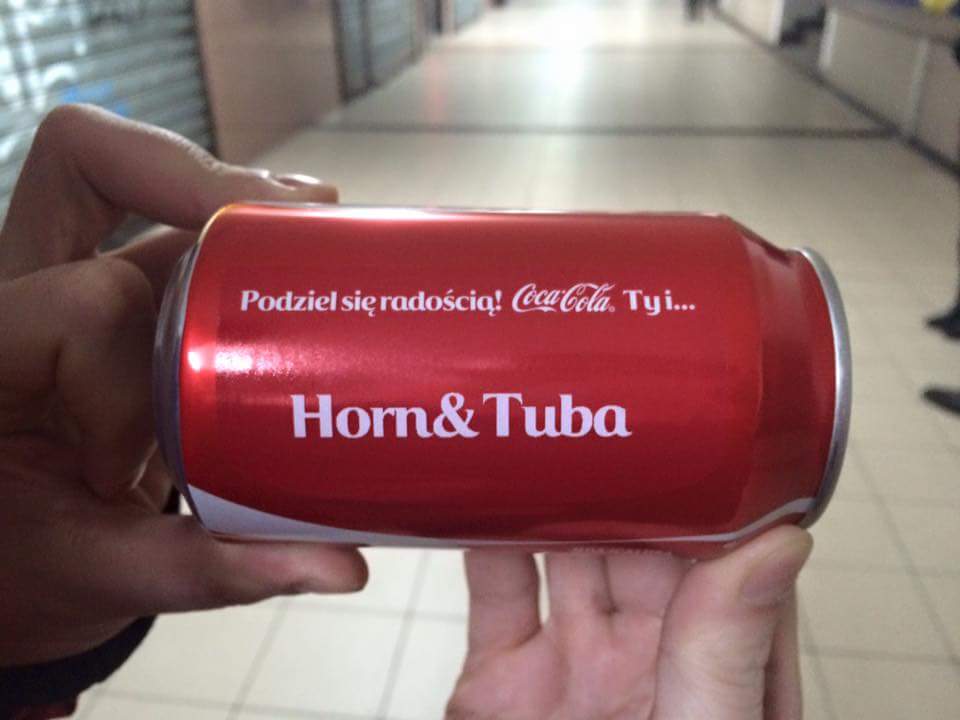 Podziel się radością! Coca-Cola Ty i...
Horn& Tuba